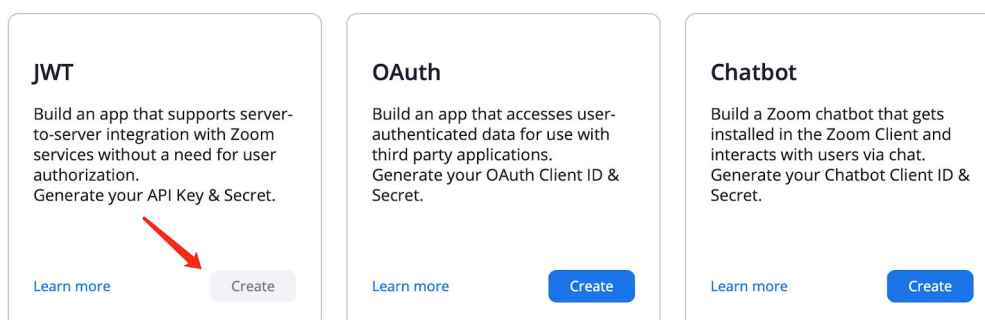 JWT
Build an app that supports server-
to-server integration with Zoom
services without a need for user
authorization.
Generate your API Key & Secret.
Learn more
Create
OAuth
Build an app that accesses user-
authenticated data for use with
third party applications.
Generate your OAuth Client ID &
Secret.
Learn more
Create
Chatbot
Build a Zoom chatbot that gets
installed in the Zoom Client and
interacts with users via chat.
Generate your Chatbot Client ID &
Secret.
Learn more
Create